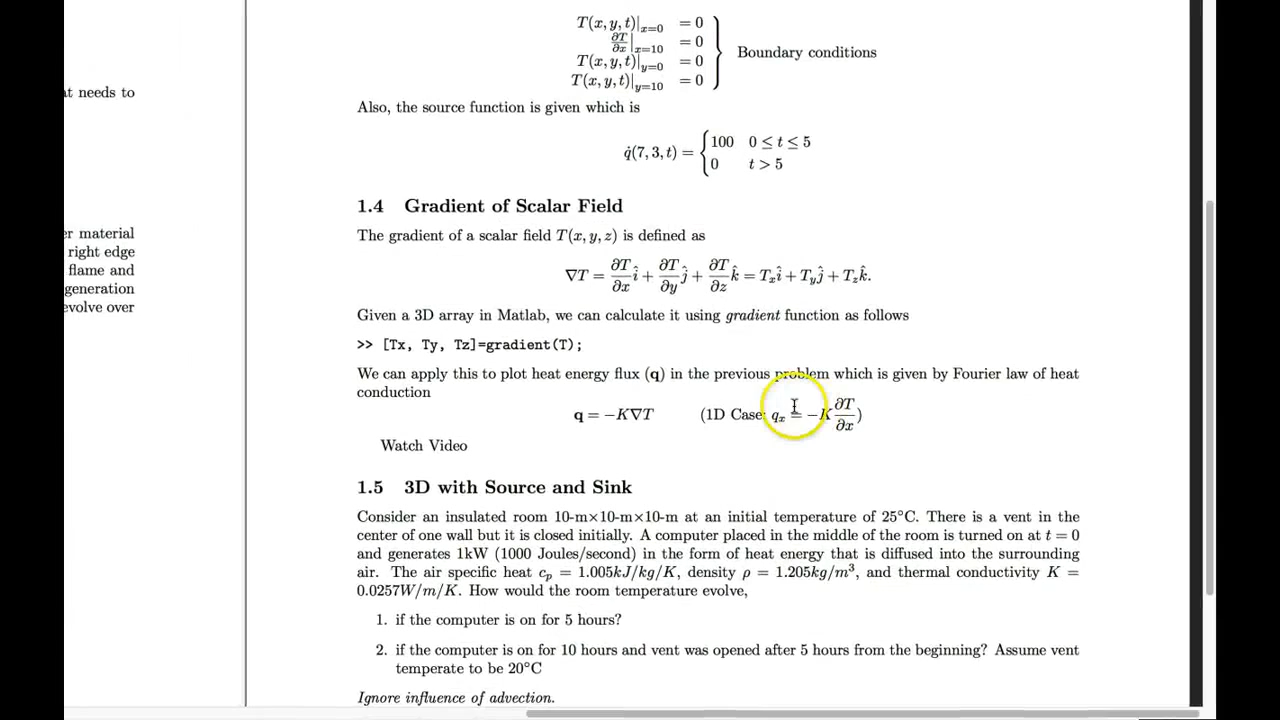 at needs to
er material
right edge
flame and
generation
evolve over
T(x, y, t)|x=0 = 0
∂T/∂x|x=10 = 0
T(x, y, t)|y=0 = 0
T(x, y, t)|y=10 = 0
Boundary conditions
Also, the source function is given which is
q̇(7, 3, t) = { 100 0 ≤ t ≤ 5
0 t > 5
1.4 Gradient of Scalar Field
The gradient of a scalar field T(x, y, z) is defined as
∇T = ∂T/∂x î + ∂T/∂y ĵ + ∂T/∂z k̂ = Tₓî + Tyĵ + Tzk̂.
Given a 3D array in Matlab, we can calculate it using gradient function as follows
>> [Tx, Ty, Tz]=gradient(T);
We can apply this to plot heat energy flux (q) in the previous problem which is given by Fourier law of heat
conduction
q = −K∇T (1D Case: qₓ = −K ∂T/∂x)
Watch Video
1.5 3D with Source and Sink
Consider an insulated room 10-m×10-m×10-m at an initial temperature of 25°C. There is a vent in the
center of one wall but it is closed initially. A computer placed in the middle of the room is turned on at t = 0
and generates 1kW (1000 Joules/second) in the form of heat energy that is diffused into the surrounding
air. The air specific heat cp = 1.005kJ/kg/K, density ρ = 1.205kg/m³, and thermal conductivity K =
0.0257W/m/K. How would the room temperature evolve,
1. if the computer is on for 5 hours?
2. if the computer is on for 10 hours and vent was opened after 5 hours from the beginning? Assume vent
temperate to be 20°C
Ignore influence of advection.